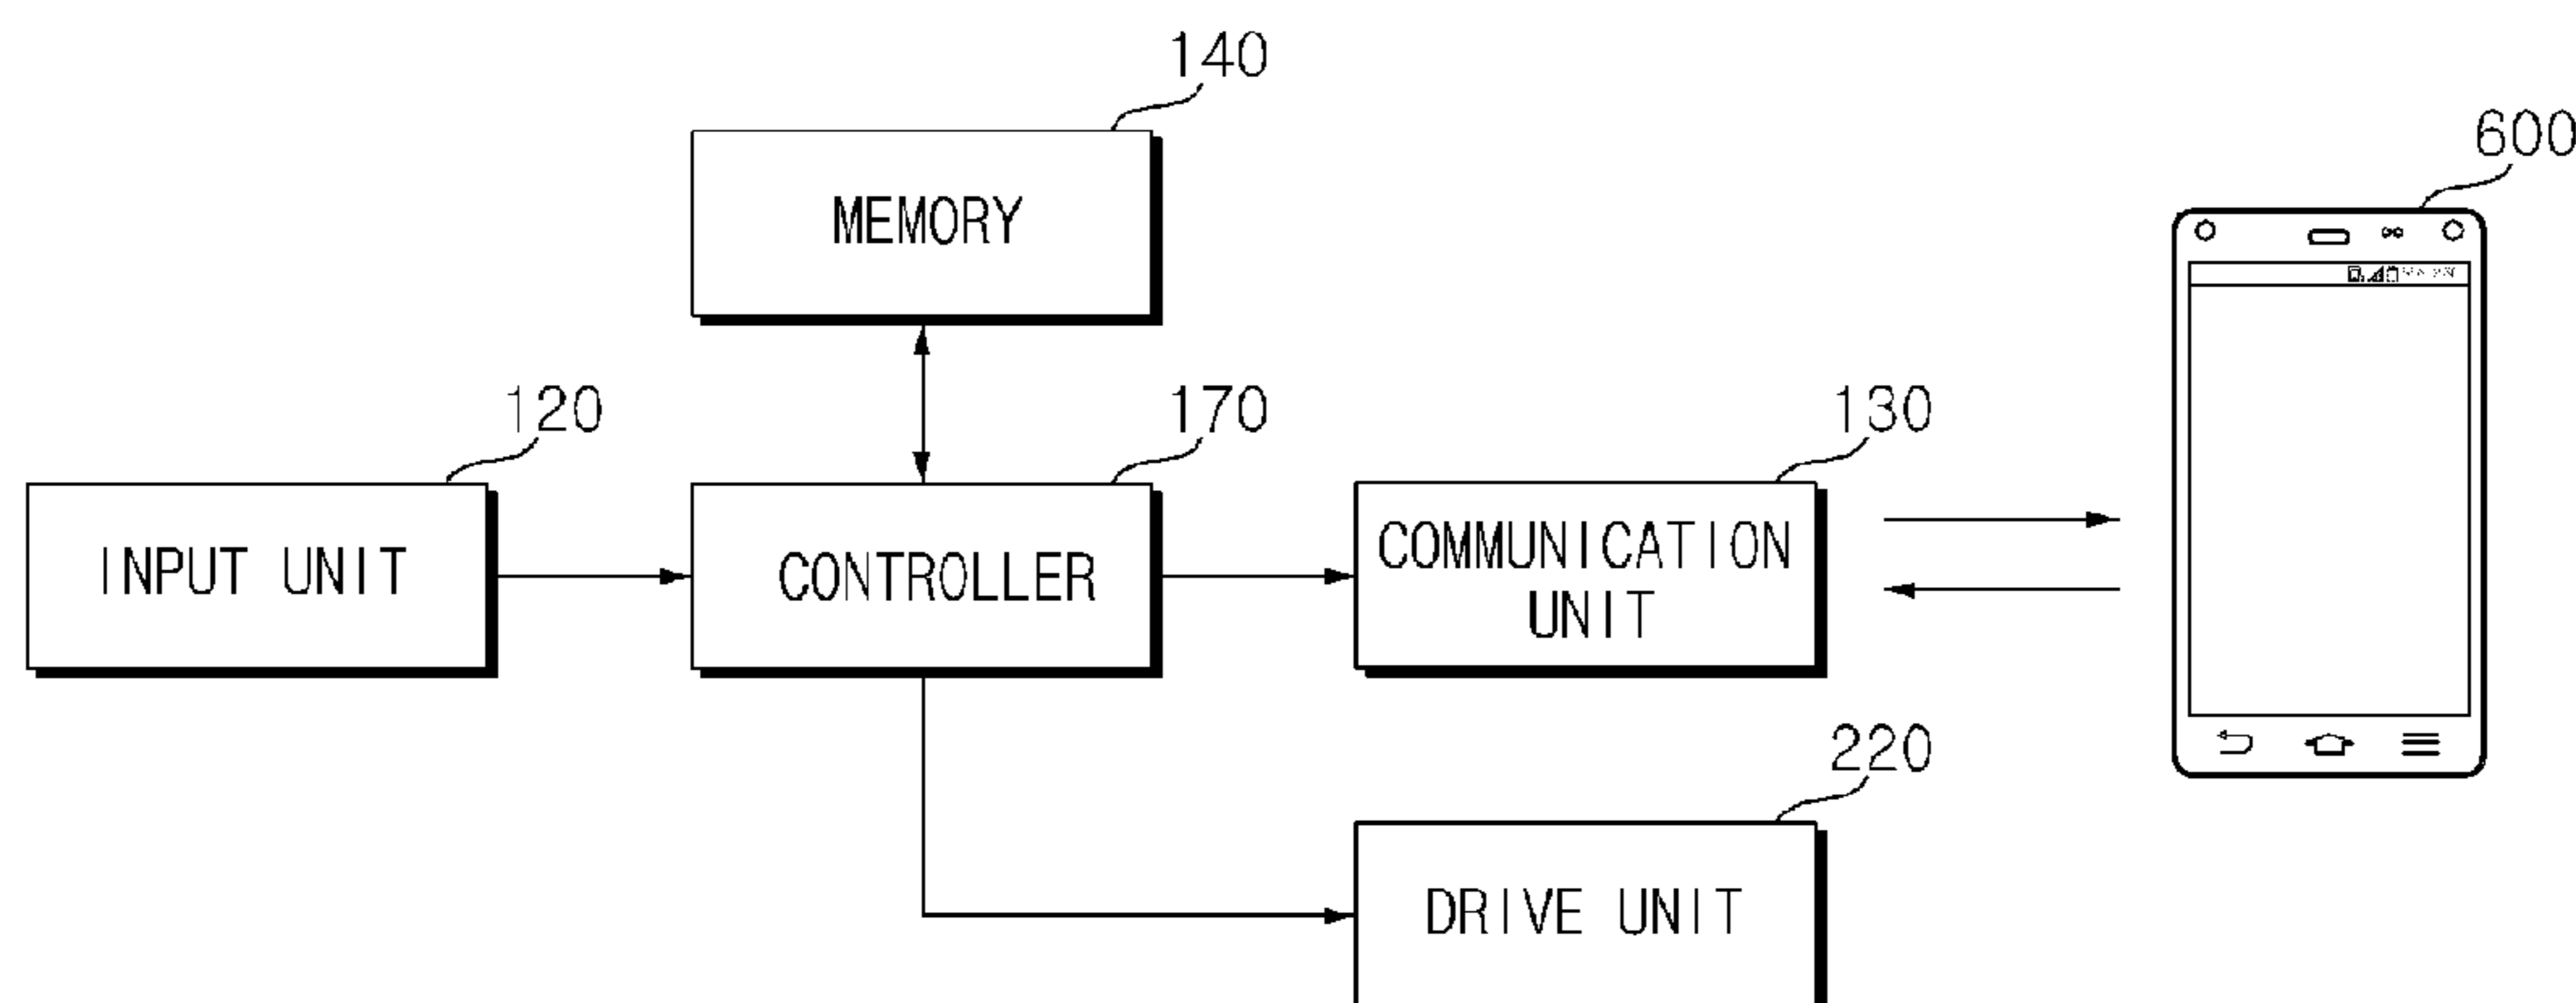 140
MEMORY
600
120
170
130
INPUT UNIT
CONTROLLER
COMMUNICATION
UNIT
220
DRIVE UNIT